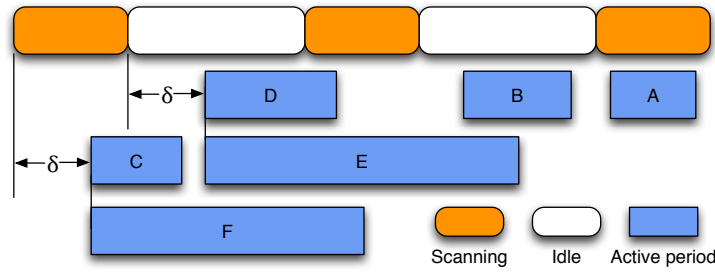 δ D B A
δ C E
F
Scanning Idle Active period